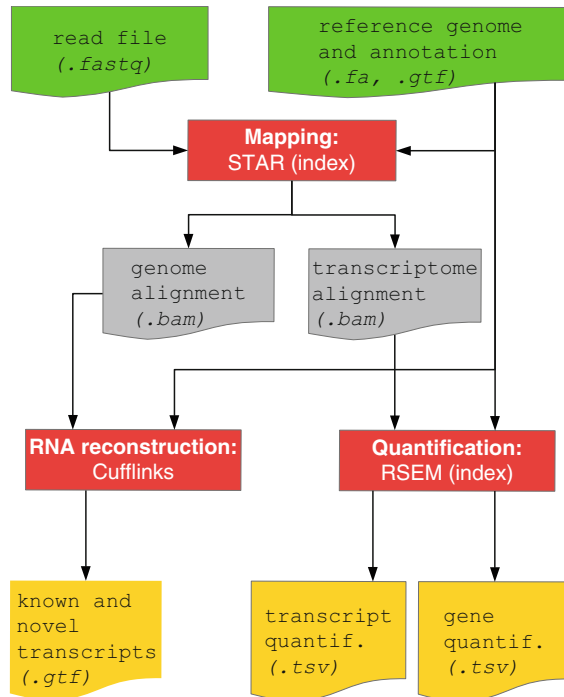 read file
(.fastq)
reference genome
and annotation
(.fa, .gtf)
Mapping:
STAR (index)
genome
alignment
(.bam)
transcriptome
alignment
(.bam)
RNA reconstruction:
Cufflinks
Quantification:
RSEM (index)
known and
novel
transcripts
(.gtf)
transcript
quantif.
(.tsv)
gene
quantif.
(.tsv)